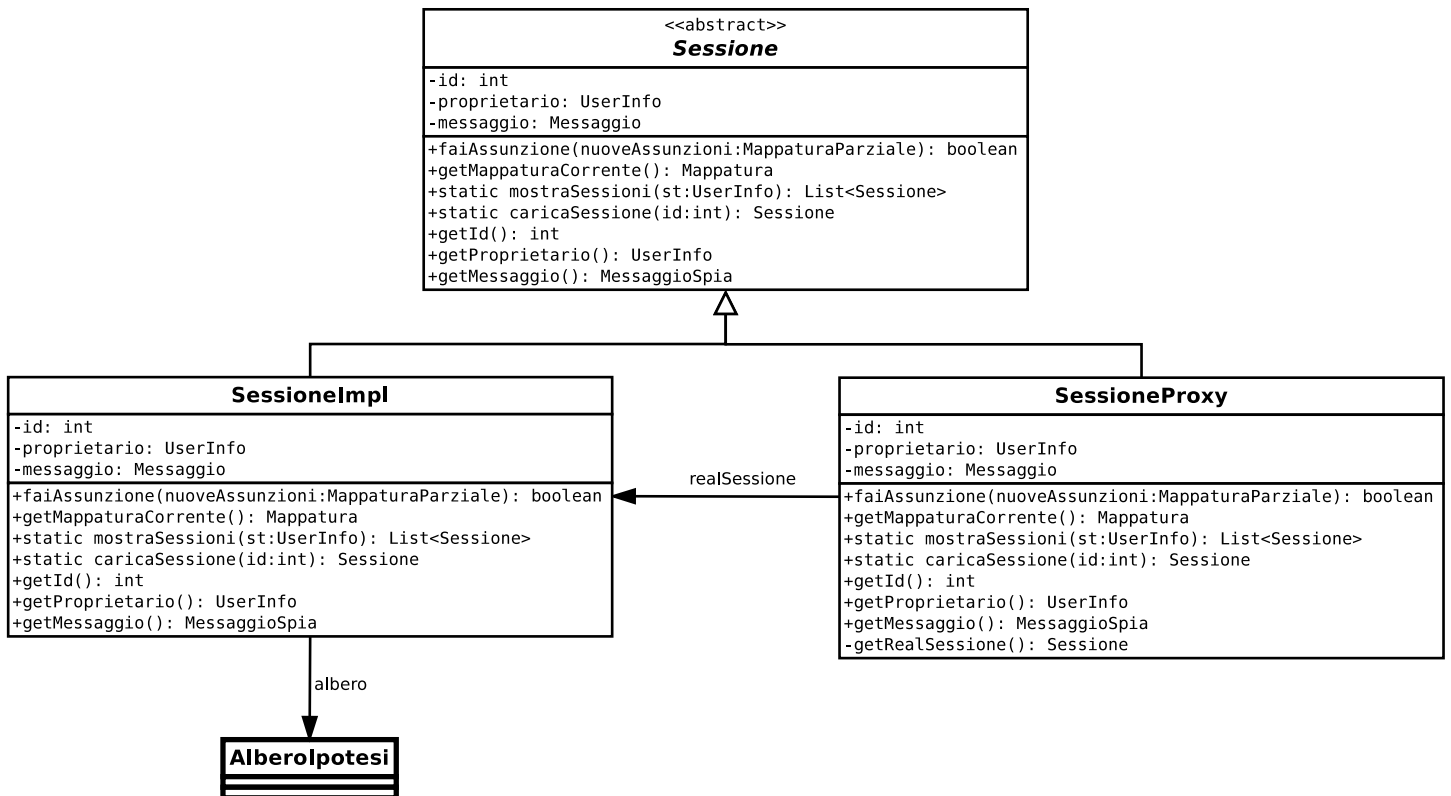 <<abstract>>
Sessione
-id: int
-proprietario: UserInfo
-messaggio: Messaggio
+faiAssunzione(nuoveAssunzioni:MappaturaParziale): boolean
+getMappaturaCorrente(): Mappatura
+static mostraSessioni(st:UserInfo): List<Sessione>
+static caricaSessione(id:int): Sessione
+getId(): int
+getProprietario(): UserInfo
+getMessaggio(): MessaggioSpia
SessioneImpl
-id: int
-proprietario: UserInfo
-messaggio: Messaggio
+faiAssunzione(nuoveAssunzioni:MappaturaParziale): boolean
+getMappaturaCorrente(): Mappatura
+static mostraSessioni(st:UserInfo): List<Sessione>
+static caricaSessione(id:int): Sessione
+getId(): int
+getProprietario(): UserInfo
+getMessaggio(): MessaggioSpia
realSessione
SessioneProxy
-id: int
-proprietario: UserInfo
-messaggio: Messaggio
+faiAssunzione(nuoveAssunzioni:MappaturaParziale): boolean
+getMappaturaCorrente(): Mappatura
+static mostraSessioni(st:UserInfo): List<Sessione>
+static caricaSessione(id:int): Sessione
+getId(): int
+getProprietario(): UserInfo
+getMessaggio(): MessaggioSpia
-getRealSessione(): Sessione
albero
AlberoIpotesi